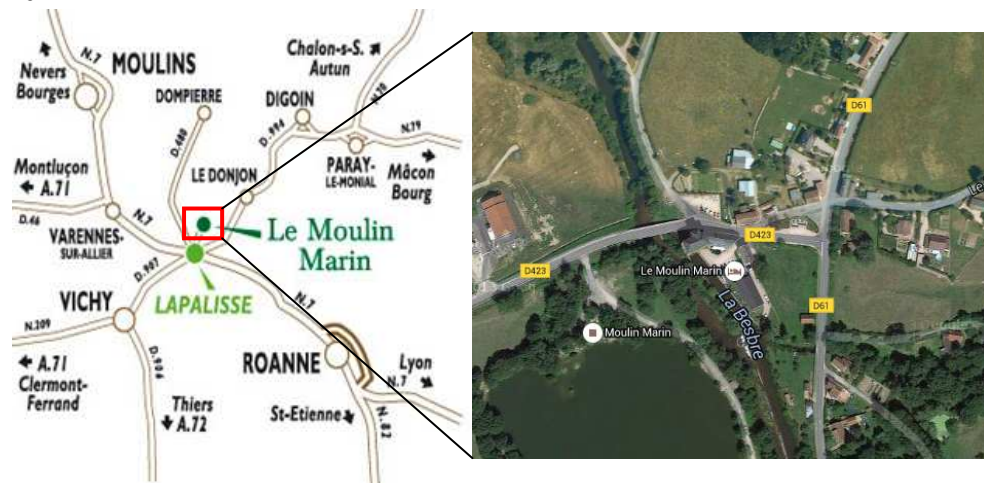 N.7
Nevers
Bourges
MOULINS
DOMPIERRE
D.480
Chalon-s-S.
Autun
N.70
DIGOIN
D.994
N.79
PARAY-
LE-MONIAL
Mâcon
Bourg
Montluçon
A.71
LE DONJON
D.46
N.7
VARENNES-
SUR-ALLIER
Le Moulin
Marin
D.907
LAPALISSE
VICHY
N.7
N.209
A.71
Clermont-
Ferrand
D.906
Thiers
A.72
ROANNE
Lyon
N.7
St-Etienne
N.82
D61
D423
D423
Le
Le Moulin Marin
La Besbre
D61
Moulin Marin